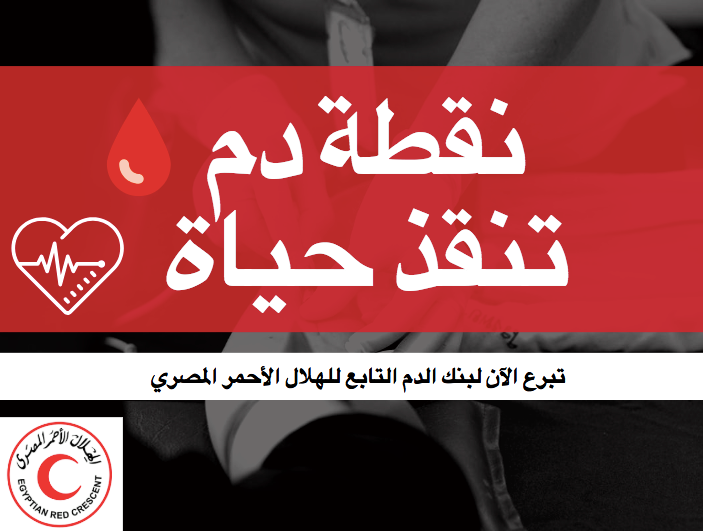 نقطة دم
تنقذ حياة
تبرع الآن لبنك الدم التابع للهلال الأحمر المصري
الهلال الأحمر المصري
EGYPTIAN RED CRESCENT